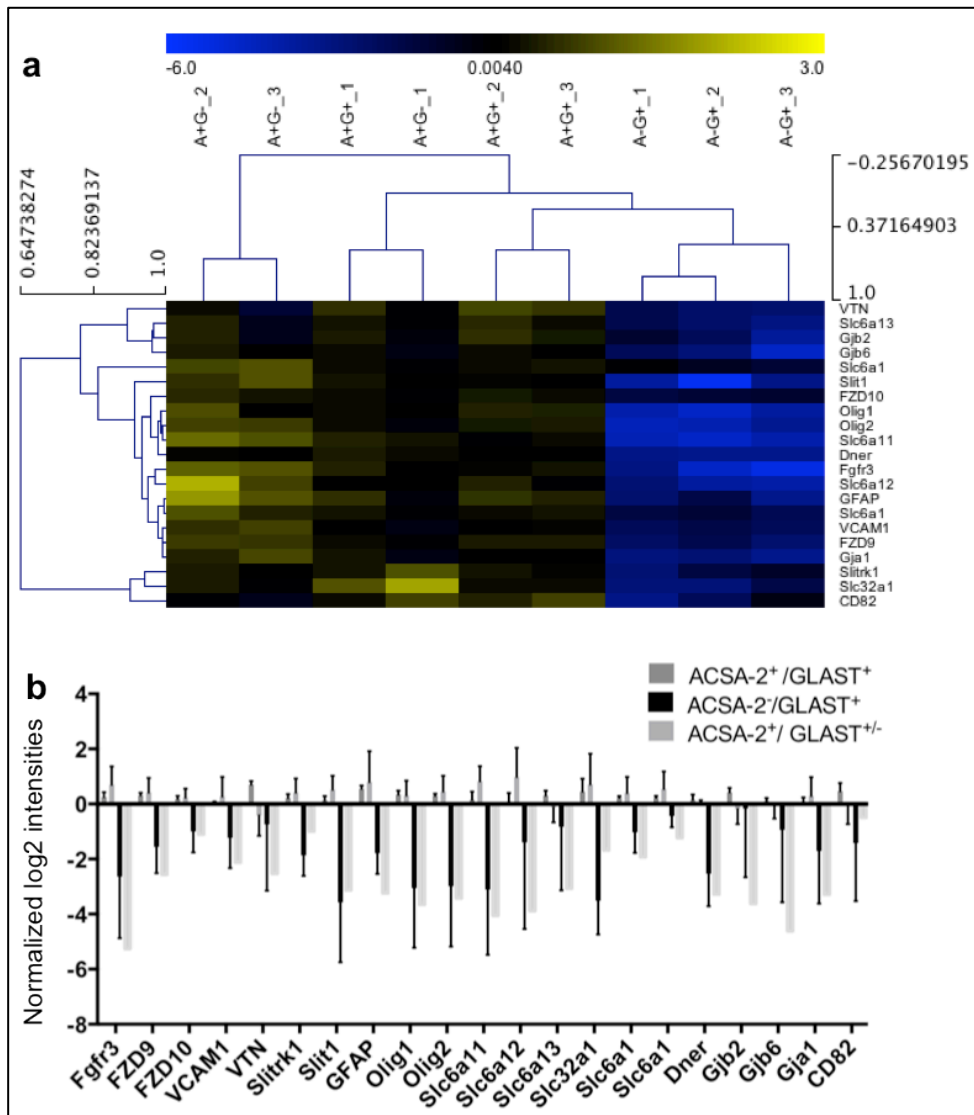 a
-6.0 0.0040 3.0
A+G-_2 A+G-_3 A+G+_1 A+G-_1 A+G+_2 A+G+_3 A-G+_1 A-G+_2 A-G+_3
0.64738274 0.82369137 1.0
-0.25670195
0.37164903
1.0
VTN
Slc6a13
Gjb2
Gjb6
Slc6a1
Slit1
FZD10
Olig1
Olig2
Slc6a11
Dner
Fgfr3
Slc6a12
GFAP
Slc6a1
VCAM1
FZD9
Gja1
Slitrk1
Slc32a1
CD82
b
ACSA-2+/GLAST+
ACSA-2-/GLAST+
ACSA-2+/ GLAST+/-
Normalized log2 intensities
4
2
0
-2
-4
-6
-8
Fgfr3 FZD9 FZD10 VCAM1 VTN Slitrk1 Slit1 GFAP Olig1 Olig2 Slc6a11 Slc6a12 Slc6a13 Slc32a1 Slc6a1 Slc6a1 Dner Gjb2 Gjb6 Gja1 CD82